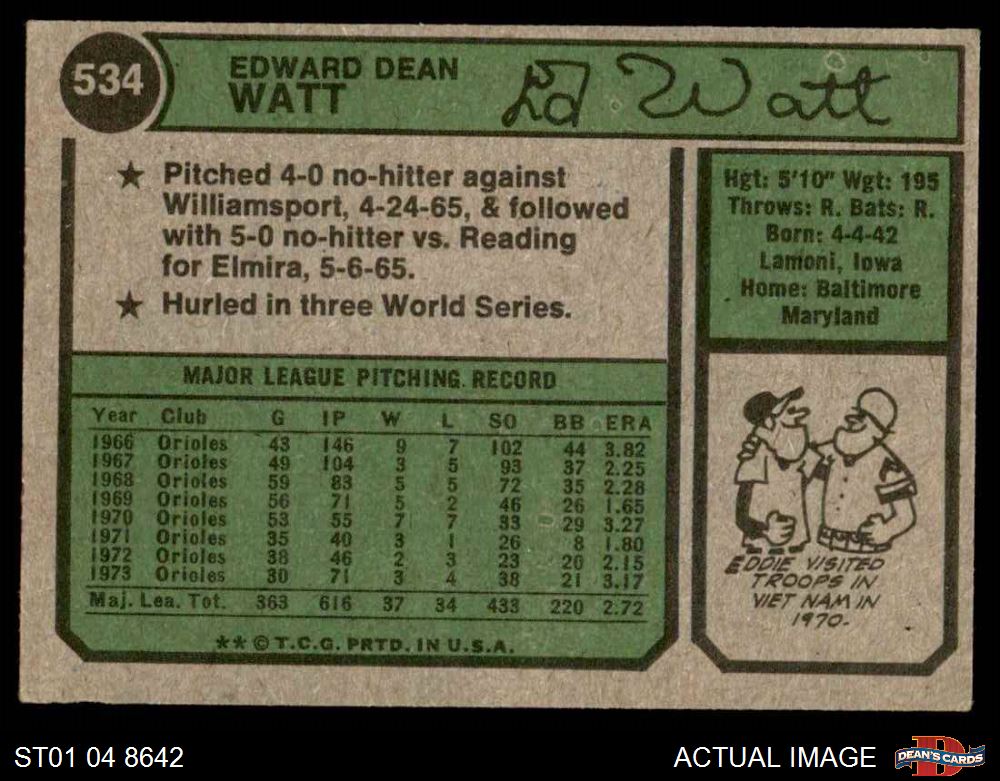 534
EDWARD DEAN
WATT
Ed Watt
★ Pitched 4-0 no-hitter against
Williamsport, 4-24-65, & followed
with 5-0 no-hitter vs. Reading
for Elmira, 5-6-65.
★ Hurled in three World Series.
Hgt: 5'10" Wgt: 195
Throws: R. Bats: R.
Born: 4-4-42
Lamoni, Iowa
Home: Baltimore
Maryland
MAJOR LEAGUE PITCHING RECORD
Year Club G IP W L SO BB ERA
1966 Orioles 43 146 9 7 102 44 3.82
1967 Orioles 49 104 3 5 93 37 2.25
1968 Orioles 59 83 5 5 72 35 2.28
1969 Orioles 56 71 5 2 46 26 1.65
1970 Orioles 53 55 7 7 33 29 3.27
1971 Orioles 35 40 3 1 26 8 1.80
1972 Orioles 38 46 2 3 23 20 2.15
1973 Orioles 30 71 3 4 38 21 3.17
Maj. Lea. Tot. 363 616 37 34 433 220 2.72
** © T.C.G. PRTD. IN U.S.A.
EDDIE VISITED
TROOPS IN
VIET NAM IN
1970.
ST01 04 8642
ACTUAL IMAGE
D
DEAN'S CARDS